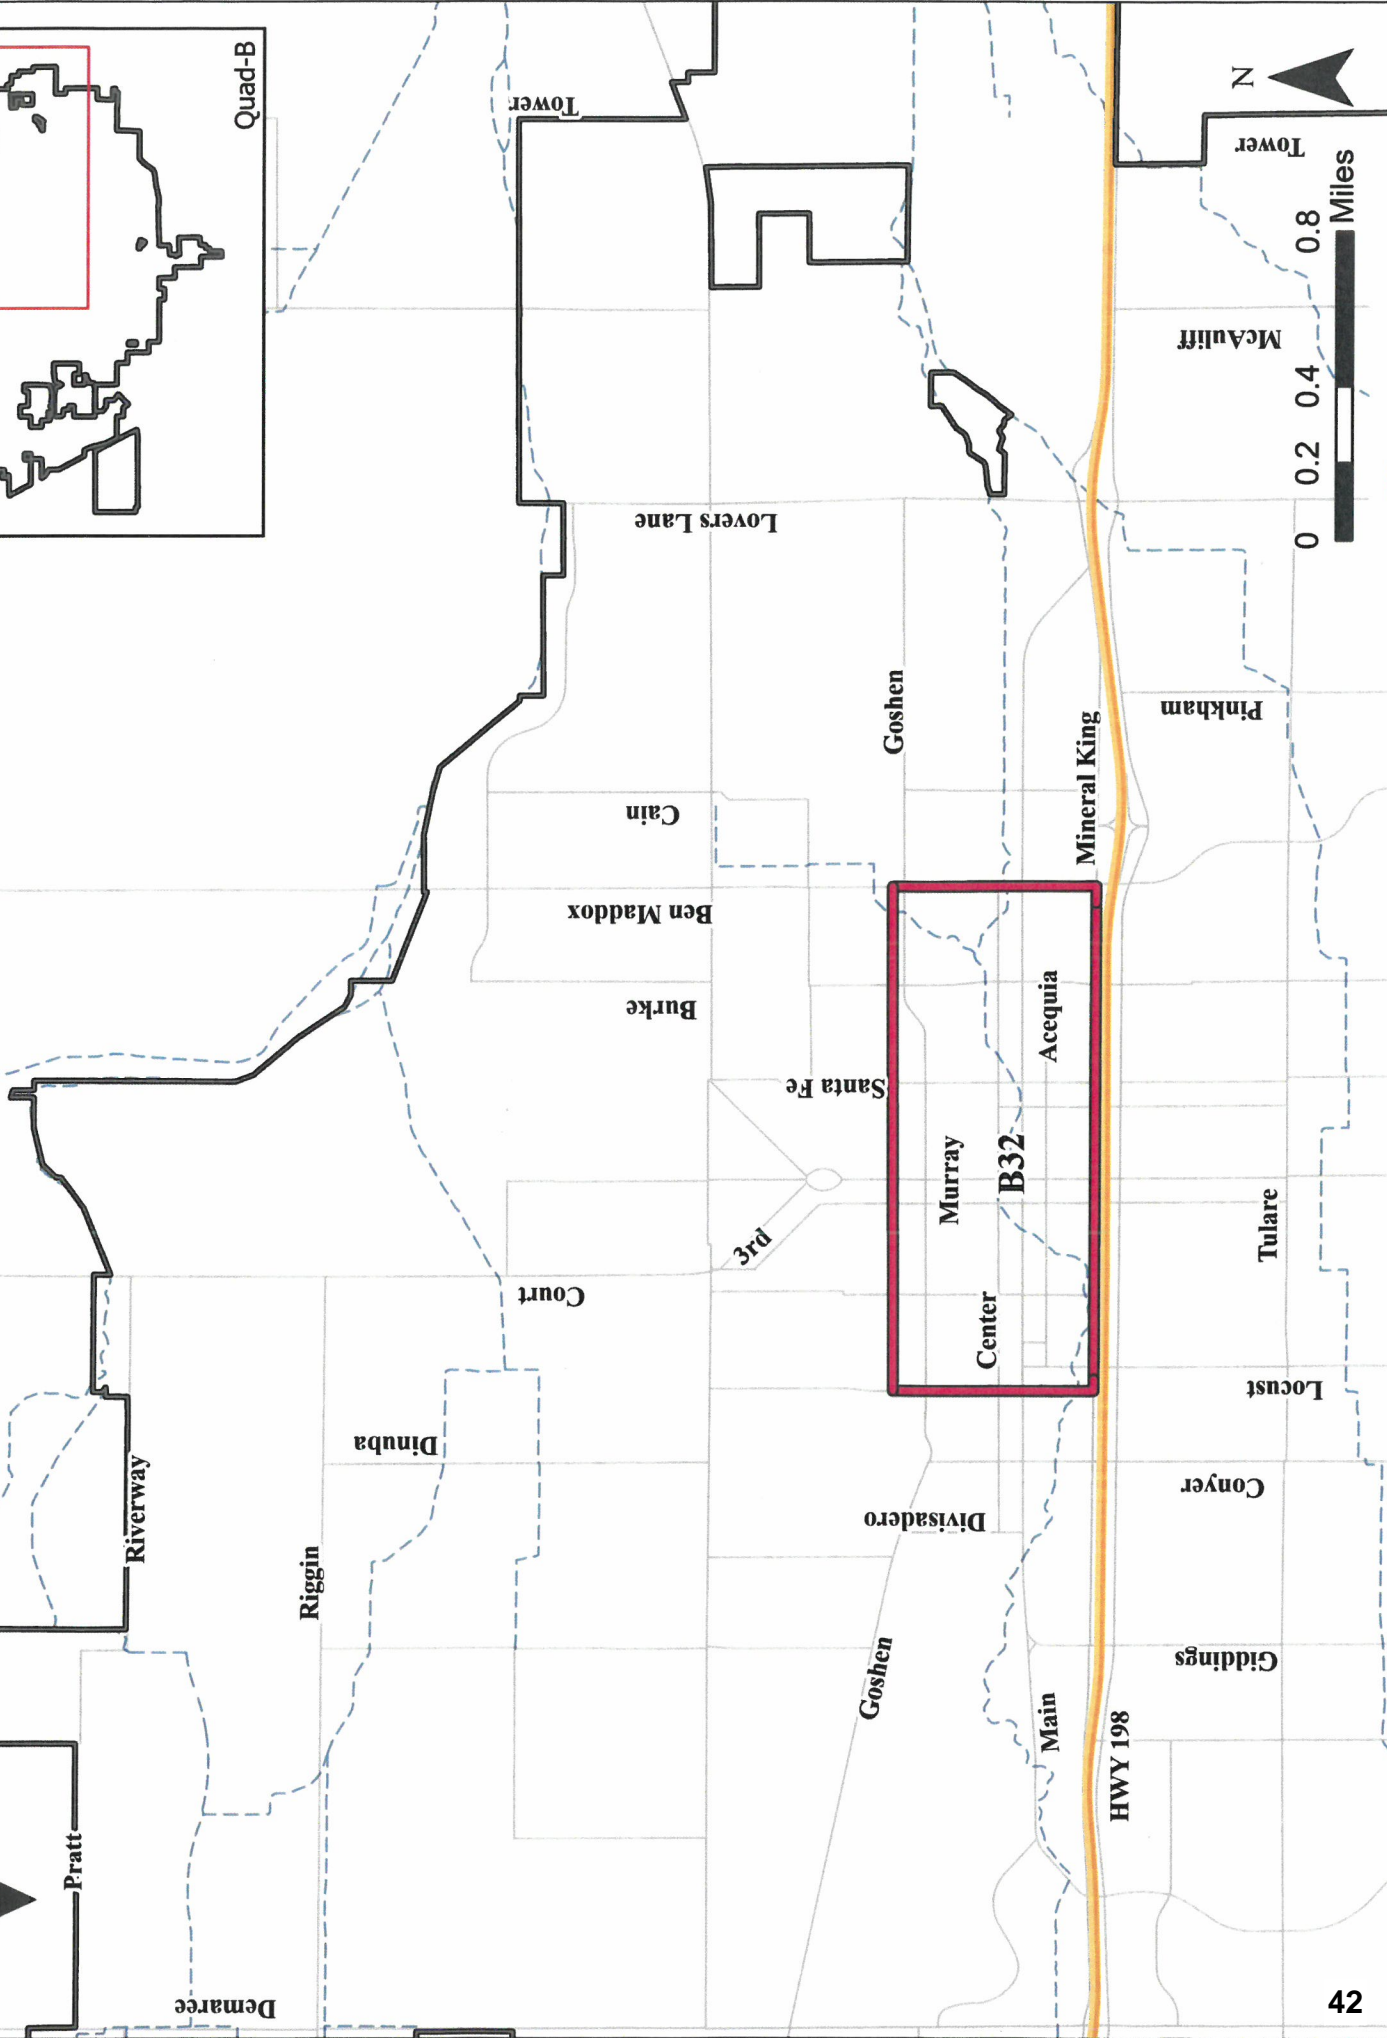 Quad-B
N
Tower
Tower
0 0.2 0.4 0.8
Miles
McAuliff
Lovers Lane
Pinkham
Goshen
Mineral King
Cain
Ben Maddox
Burke
Acequia
Santa Fe
Murray
B32
3rd
Tulare
Court
Center
Locust
Dinuba
Riverway
Conyer
Divisadero
Riggin
Giddings
Goshen
Main
HWY 198
Pratt
Demaree
42